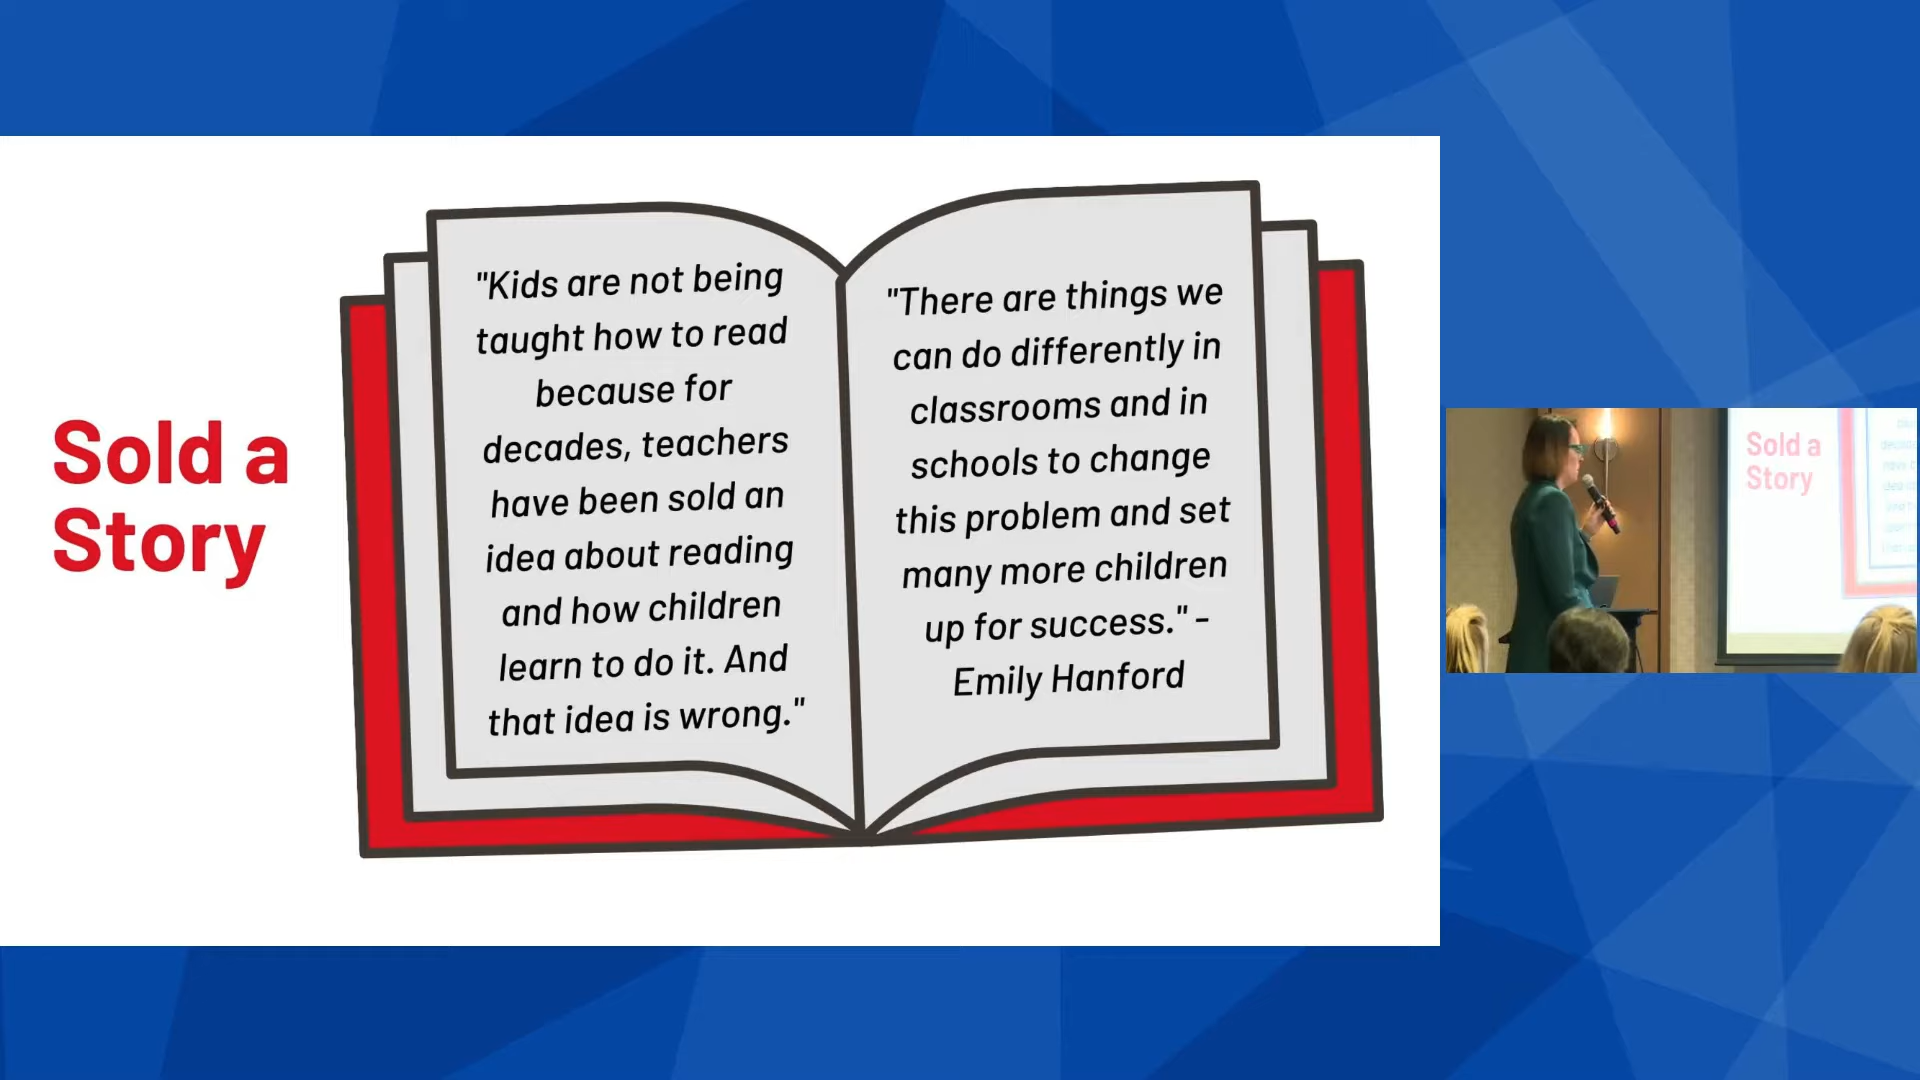 Sold a
Story
"Kids are not being
taught how to read
because for
decades, teachers
have been sold an
idea about reading
and how children
learn to do it. And
that idea is wrong."
"There are things we
can do differently in
classrooms and in
schools to change
this problem and set
many more children
up for success." -
Emily Hanford
Sold a
Story